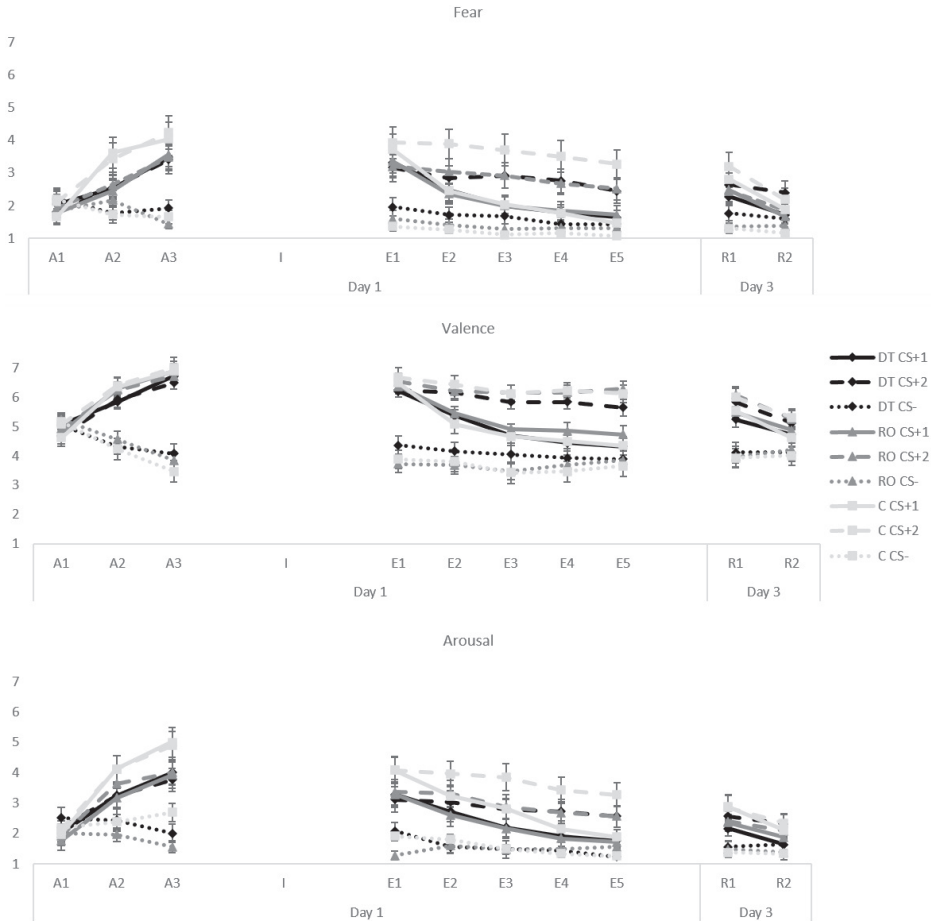 Fear
7
6
5
4
3
2
1
A1 A2 A3 I E1 E2 E3 E4 E5 R1 R2
Day 1 Day 3
Valence
7
6
5
4
3
2
1
A1 A2 A3 I E1 E2 E3 E4 E5 R1 R2
Day 1 Day 3
DT CS+1
DT CS+2
DT CS-
RO CS+1
RO CS+2
RO CS-
C CS+1
C CS+2
C CS-
Arousal
7
6
5
4
3
2
1
A1 A2 A3 I E1 E2 E3 E4 E5 R1 R2
Day 1 Day 3